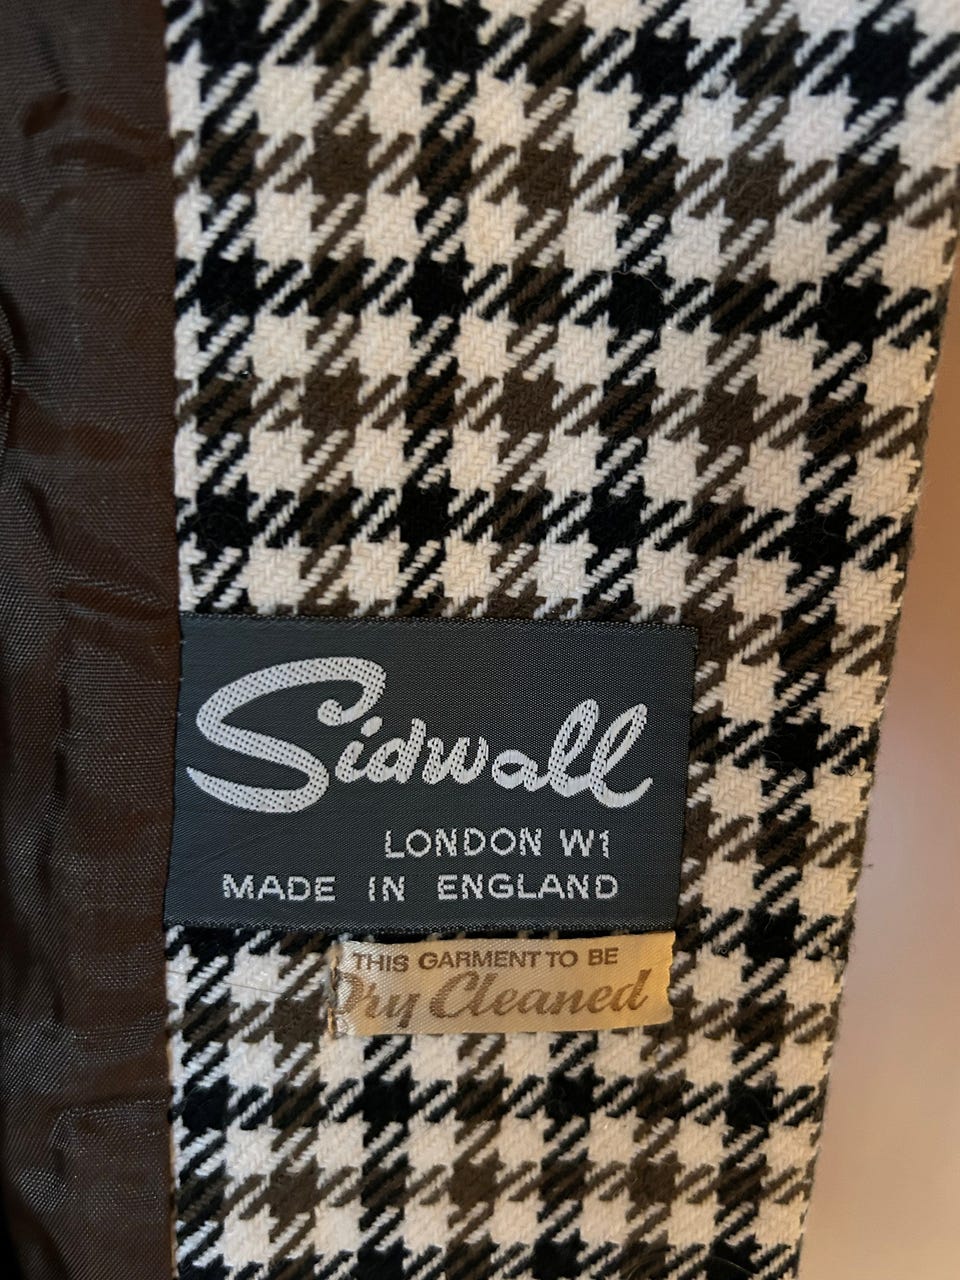 Sidwall
LONDON W1
MADE IN ENGLAND
THIS GARMENT TO BE
Dry Cleaned